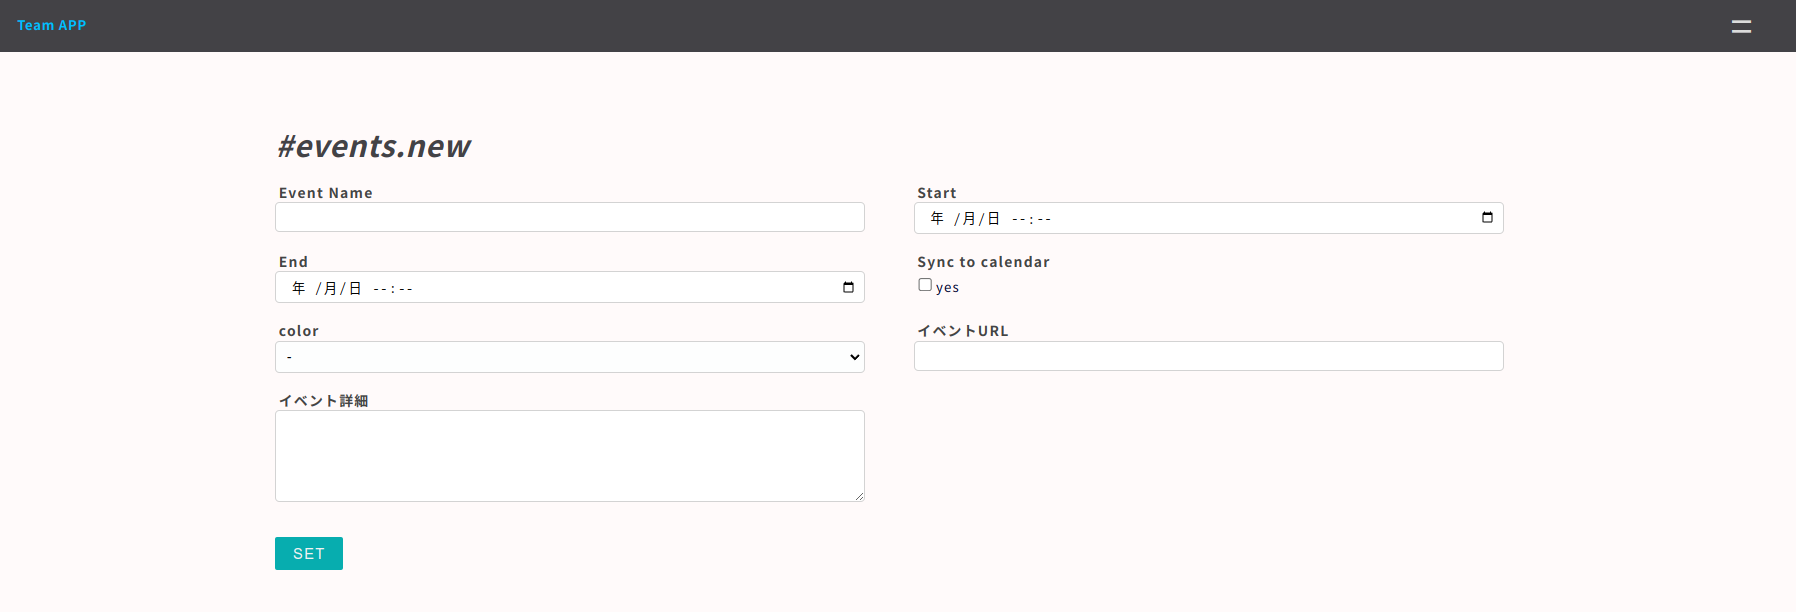 Team APP
#events.new
Event Name
Start
年 /月/日 --:--
End
年 /月/日 --:--
Sync to calendar
yes
color
-
イベントURL
イベント詳細
SET